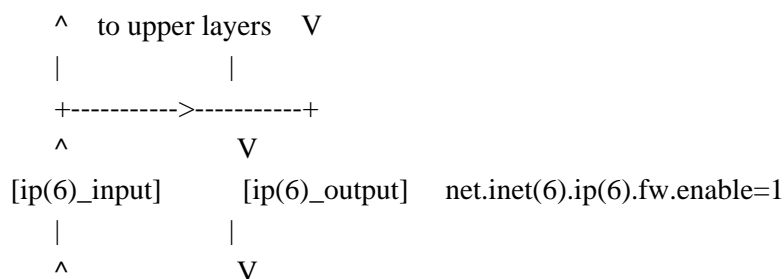 ^ to upper layers V
| |
+----------->-----------+
^ V
[ip(6)_input] [ip(6)_output] net.inet(6).ip(6).fw.enable=1
| |
^ V